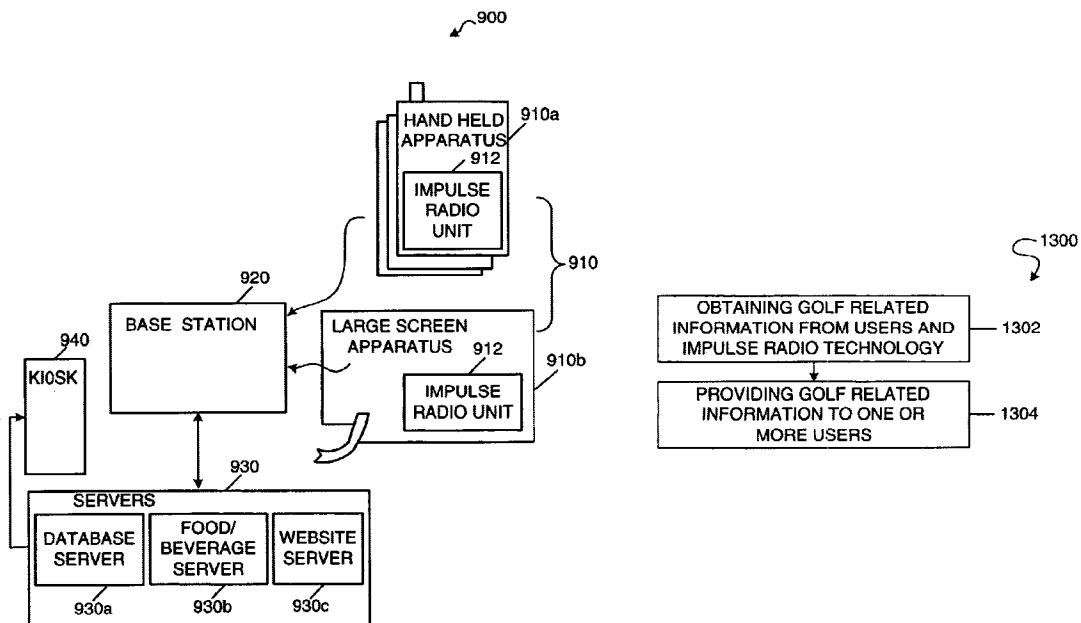 900
HAND HELD
APPARATUS
910a
912
IMPULSE
RADIO
UNIT
910
920
BASE STATION
LARGE SCREEN
APPARATUS
912
IMPULSE
RADIO UNIT
910b
940
KI0SK
930
SERVERS
DATABASE
SERVER
FOOD/
BEVERAGE
SERVER
WEBSITE
SERVER
930a
930b
930c
1300
OBTAINING GOLF RELATED
INFORMATION FROM USERS AND
IMPULSE RADIO TECHNOLOGY
1302
PROVIDING GOLF RELATED
INFORMATION TO ONE OR
MORE USERS
1304